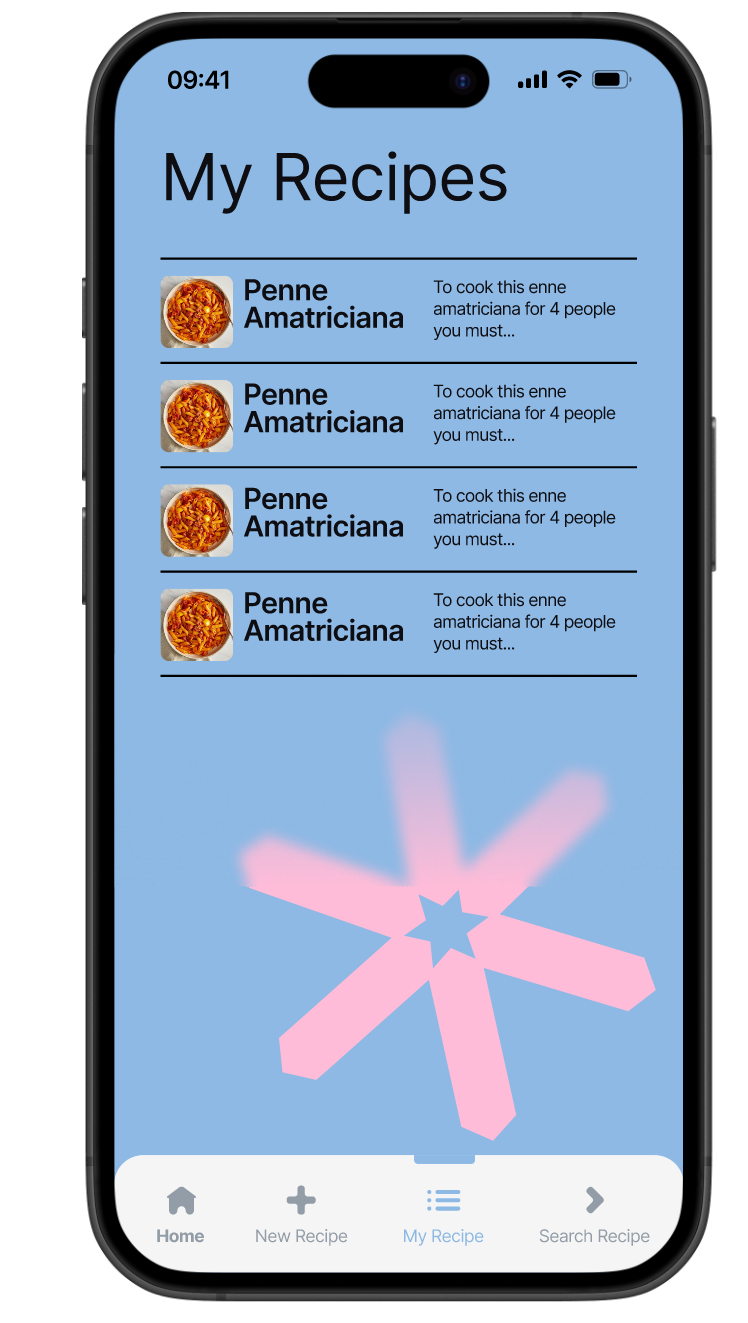 09:41
My Recipes
Penne
Amatriciana
To cook this enne
amatriciana for 4 people
you must...
Penne
Amatriciana
To cook this enne
amatriciana for 4 people
you must...
Penne
Amatriciana
To cook this enne
amatriciana for 4 people
you must...
Penne
Amatriciana
To cook this enne
amatriciana for 4 people
you must...
Home
New Recipe
My Recipe
Search Recipe